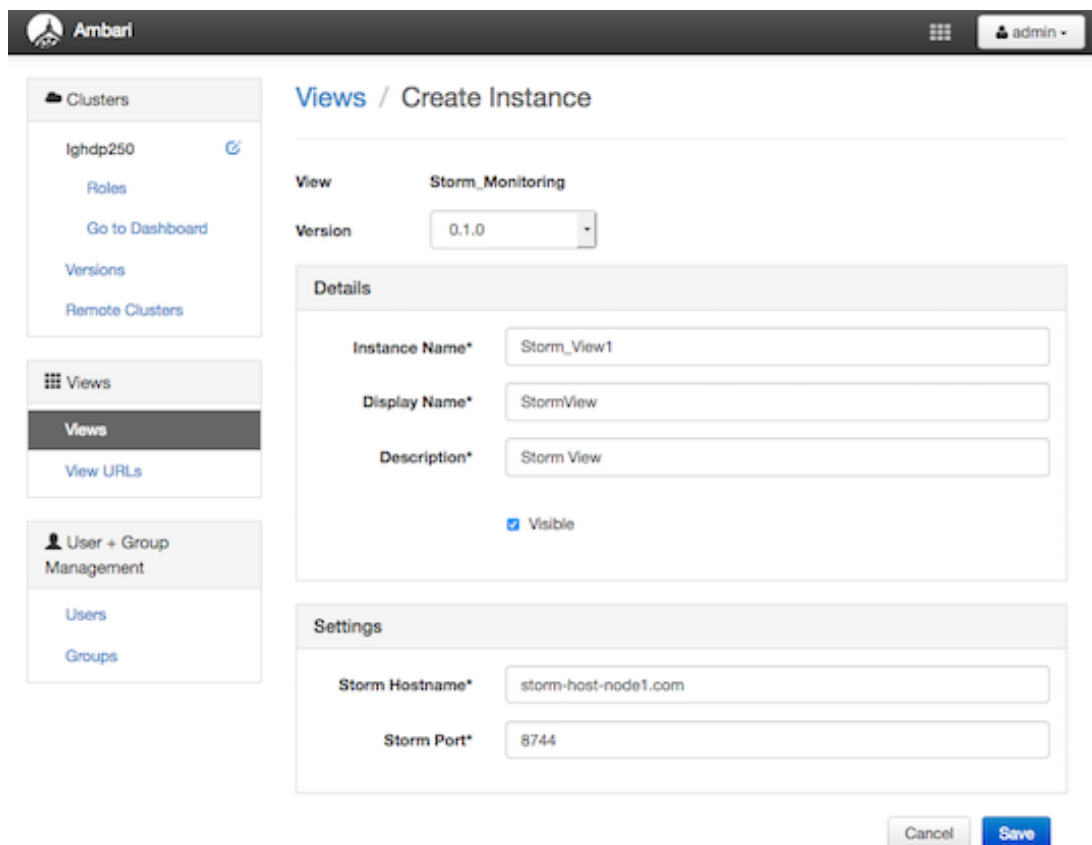 Ambari
admin
Clusters
lghdp250
Roles
Go to Dashboard
Versions
Remote Clusters
Views
Views
View URLs
User + Group
Management
Users
Groups
Views / Create Instance
View Storm_Monitoring
Version 0.1.0
Details
Instance Name* Storm_View1
Display Name* StormView
Description* Storm View
Visible
Settings
Storm Hostname* storm-host-node1.com
Storm Port* 8744
Cancel Save